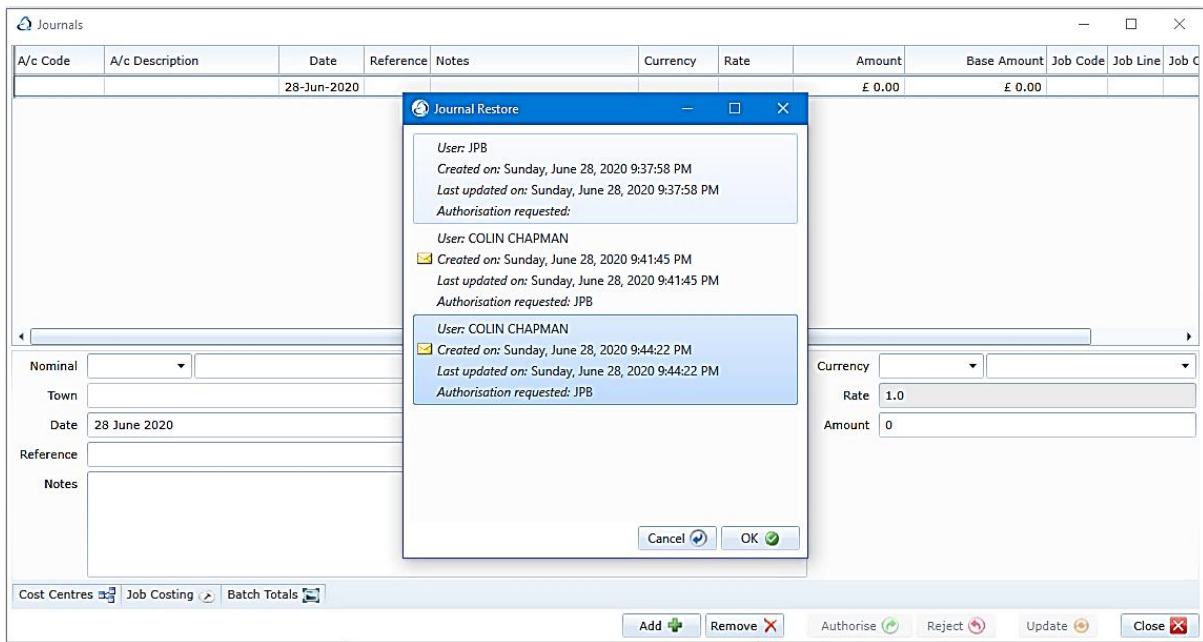 Journals
A/c Code A/c Description Date Reference Notes Currency Rate Amount Base Amount Job Code Job Line Job C
28-Jun-2020 £ 0.00 £ 0.00
Journal Restore
User: JPB
Created on: Sunday, June 28, 2020 9:37:58 PM
Last updated on: Sunday, June 28, 2020 9:37:58 PM
Authorisation requested:
User: COLIN CHAPMAN
Created on: Sunday, June 28, 2020 9:41:45 PM
Last updated on: Sunday, June 28, 2020 9:41:45 PM
Authorisation requested: JPB
User: COLIN CHAPMAN
Created on: Sunday, June 28, 2020 9:44:22 PM
Last updated on: Sunday, June 28, 2020 9:44:22 PM
Authorisation requested: JPB
Cancel OK
Nominal Currency
Town Rate 1.0
Date 28 June 2020 Amount 0
Reference
Notes
Cost Centres Job Costing Batch Totals
Add Remove Authorise Reject Update Close